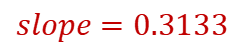 slope = 0.3133